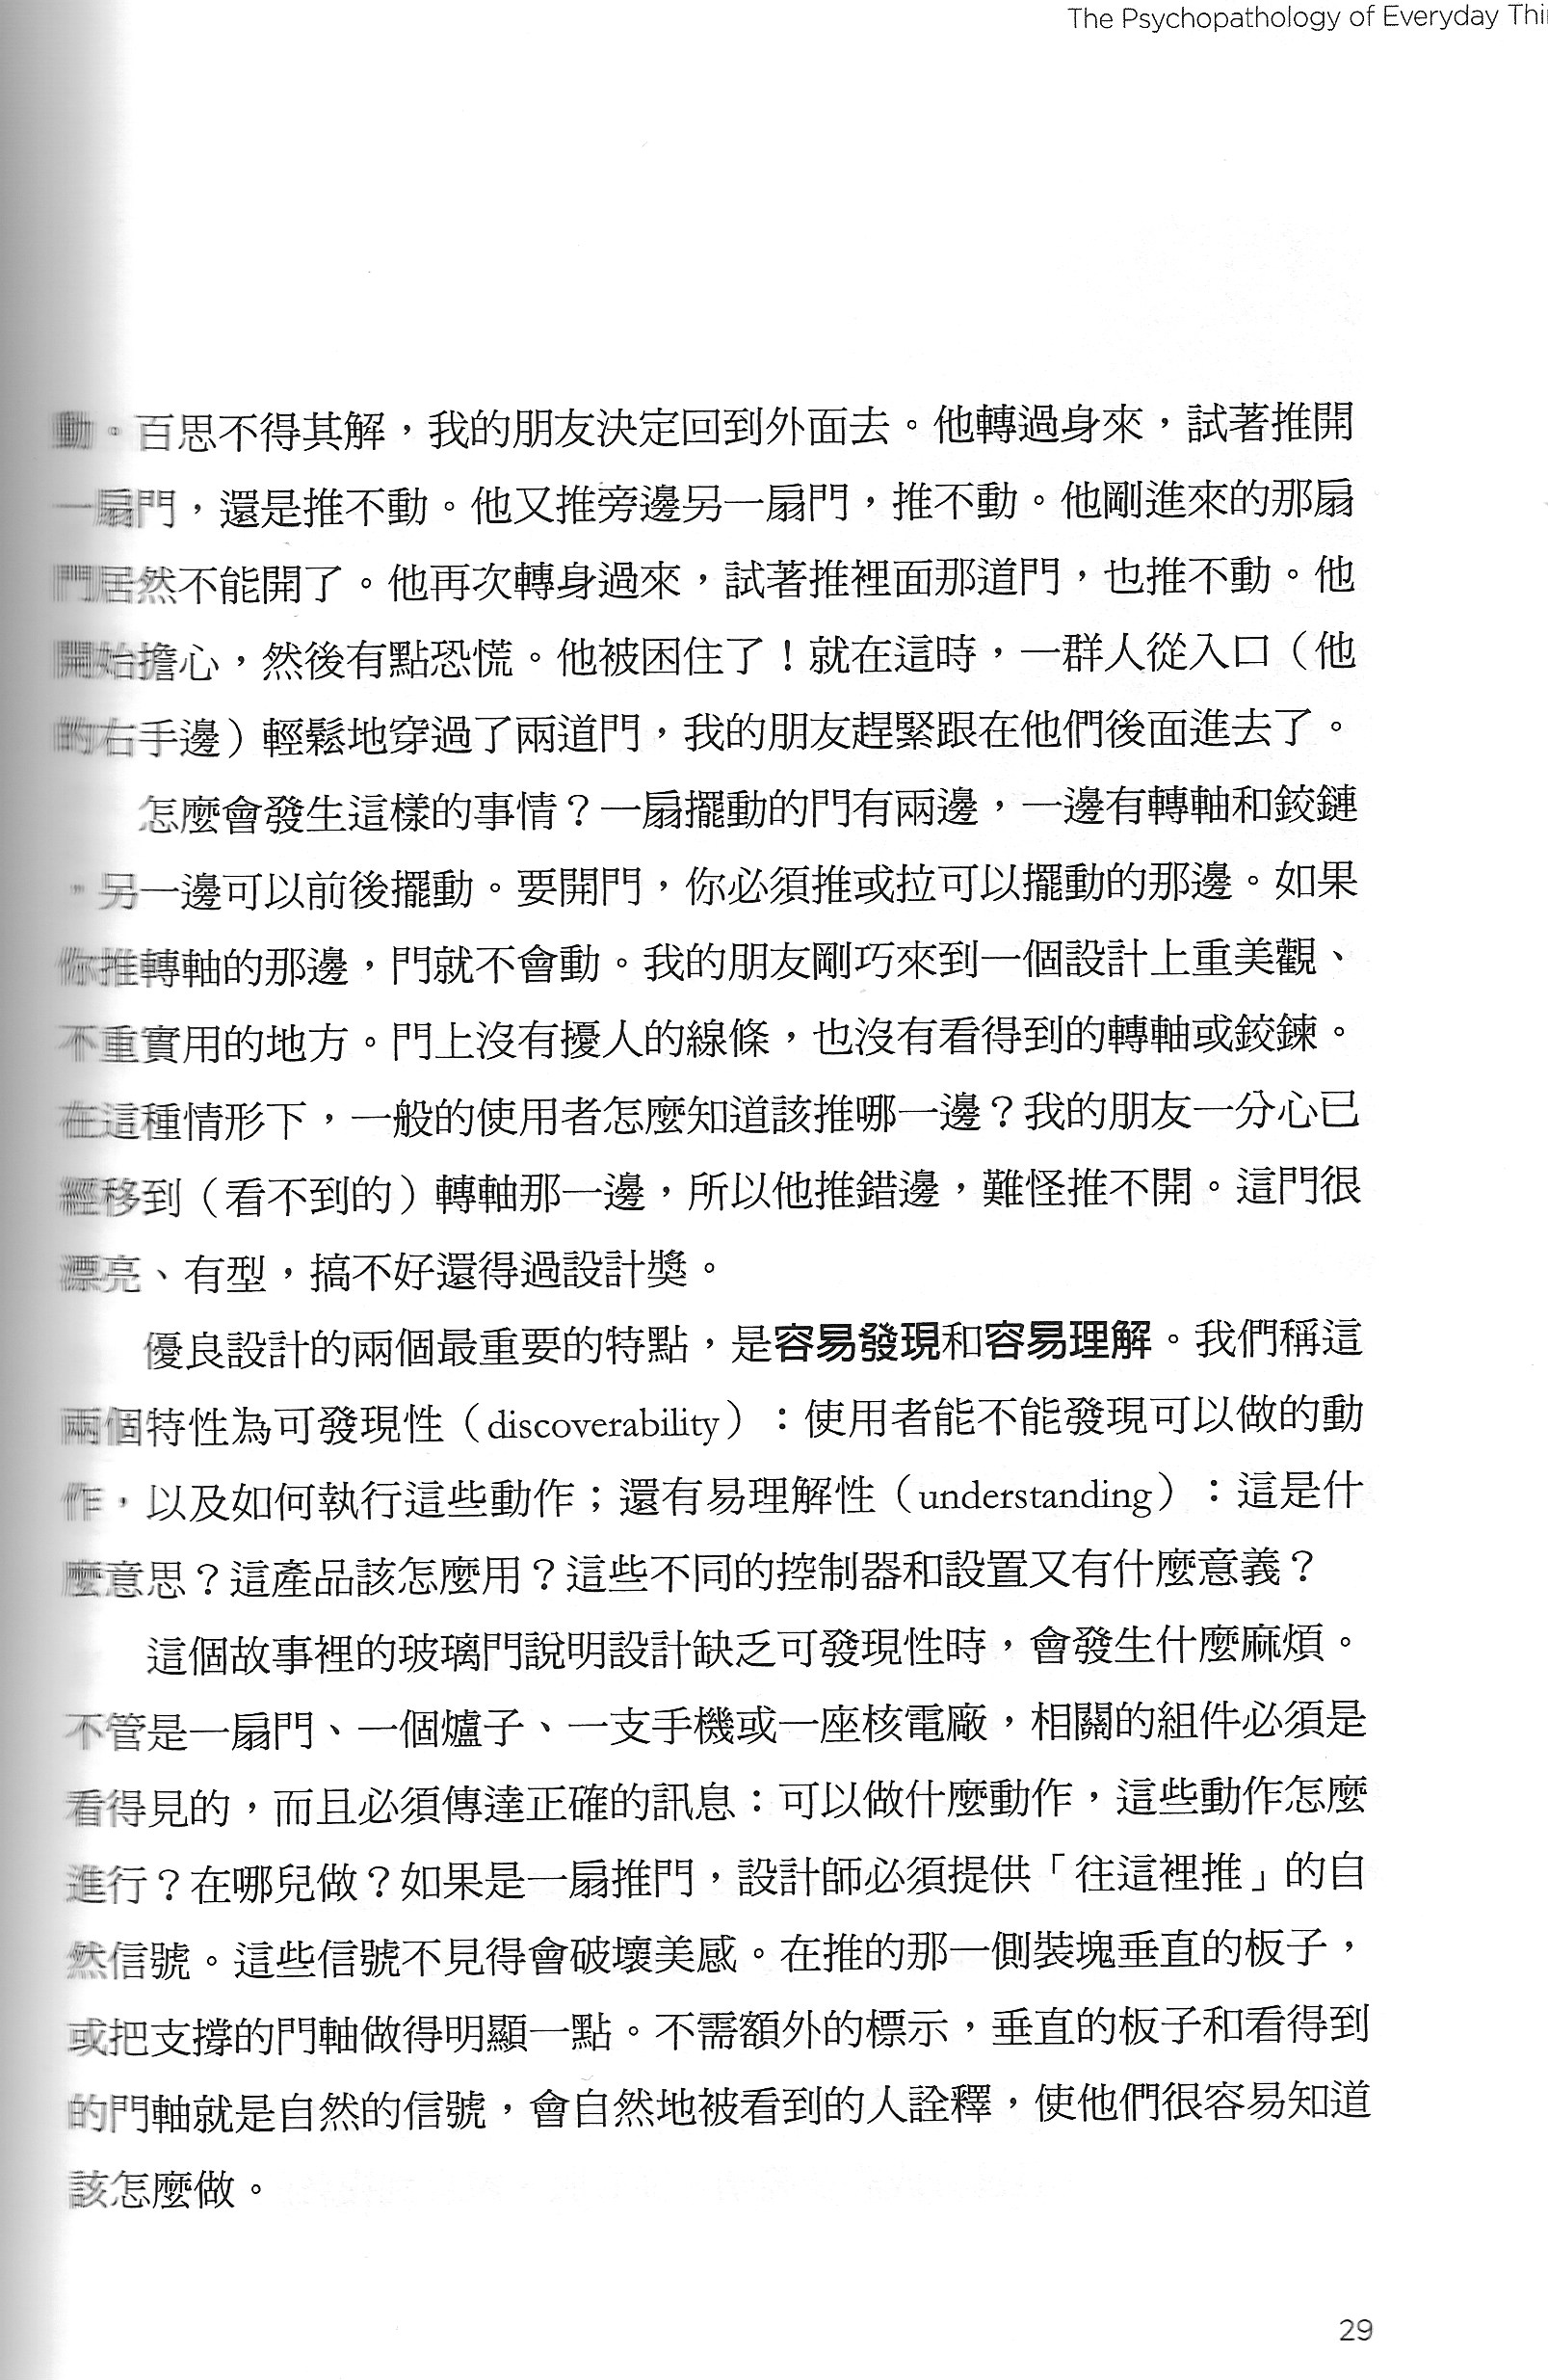 The Psychopathology of Everyday Thi
動。百思不得其解，我的朋友決定回到外面去。他轉過身來，試著推開
一扇門，還是推不動。他又推旁邊另一扇門，推不動。他剛進來的那扇
門居然不能開了。他再次轉身過來，試著推裡面那道門，也推不動。他
開始擔心，然後有點恐慌。他被困住了！就在這時，一群人從入口（他
的右手邊）輕鬆地穿過了兩道門，我的朋友趕緊跟在他們後面進去了。
怎麼會發生這樣的事情？一扇擺動的門有兩邊，一邊有轉軸和鉸鏈
，另一邊可以前後擺動。要開門，你必須推或拉可以擺動的那邊。如果
你推轉軸的那邊，門就不會動。我的朋友剛巧來到一個設計上重美觀、
不重實用的地方。門上沒有擾人的線條，也沒有看得到的轉軸或鉸鍊。
在這種情形下，一般的使用者怎麼知道該推哪一邊？我的朋友一分心已
經移到（看不到的）轉軸那一邊，所以他推錯邊，難怪推不開。這門很
漂亮、有型，搞不好還得過設計獎。
優良設計的兩個最重要的特點，是容易發現和容易理解。我們稱這
兩個特性為可發現性（discoverability）：使用者能不能發現可以做的動
作，以及如何執行這些動作；還有易理解性（understanding）：這是什
麼意思？這產品該怎麼用？這些不同的控制器和設置又有什麼意義？
這個故事裡的玻璃門說明設計缺乏可發現性時，會發生什麼麻煩。
不管是一扇門、一個爐子、一支手機或一座核電廠，相關的組件必須是
看得見的，而且必須傳達正確的訊息：可以做什麼動作，這些動作怎麼
進行？在哪兒做？如果是一扇推門，設計師必須提供「往這裡推」的自
然信號。這些信號不見得會破壞美感。在推的那一側裝塊垂直的板子，
或把支撐的門軸做得明顯一點。不需額外的標示，垂直的板子和看得到
的門軸就是自然的信號，會自然地被看到的人詮釋，使他們很容易知道
該怎麼做。
29